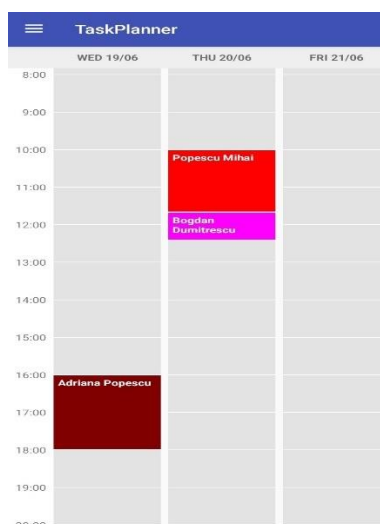 TaskPlanner
WED 19/06 THU 20/06 FRI 21/06
8:00
9:00
10:00
Popescu Mihai
11:00
12:00
Bogdan
Dumitrescu
13:00
14:00
15:00
16:00
Adriana Popescu
17:00
18:00
19:00